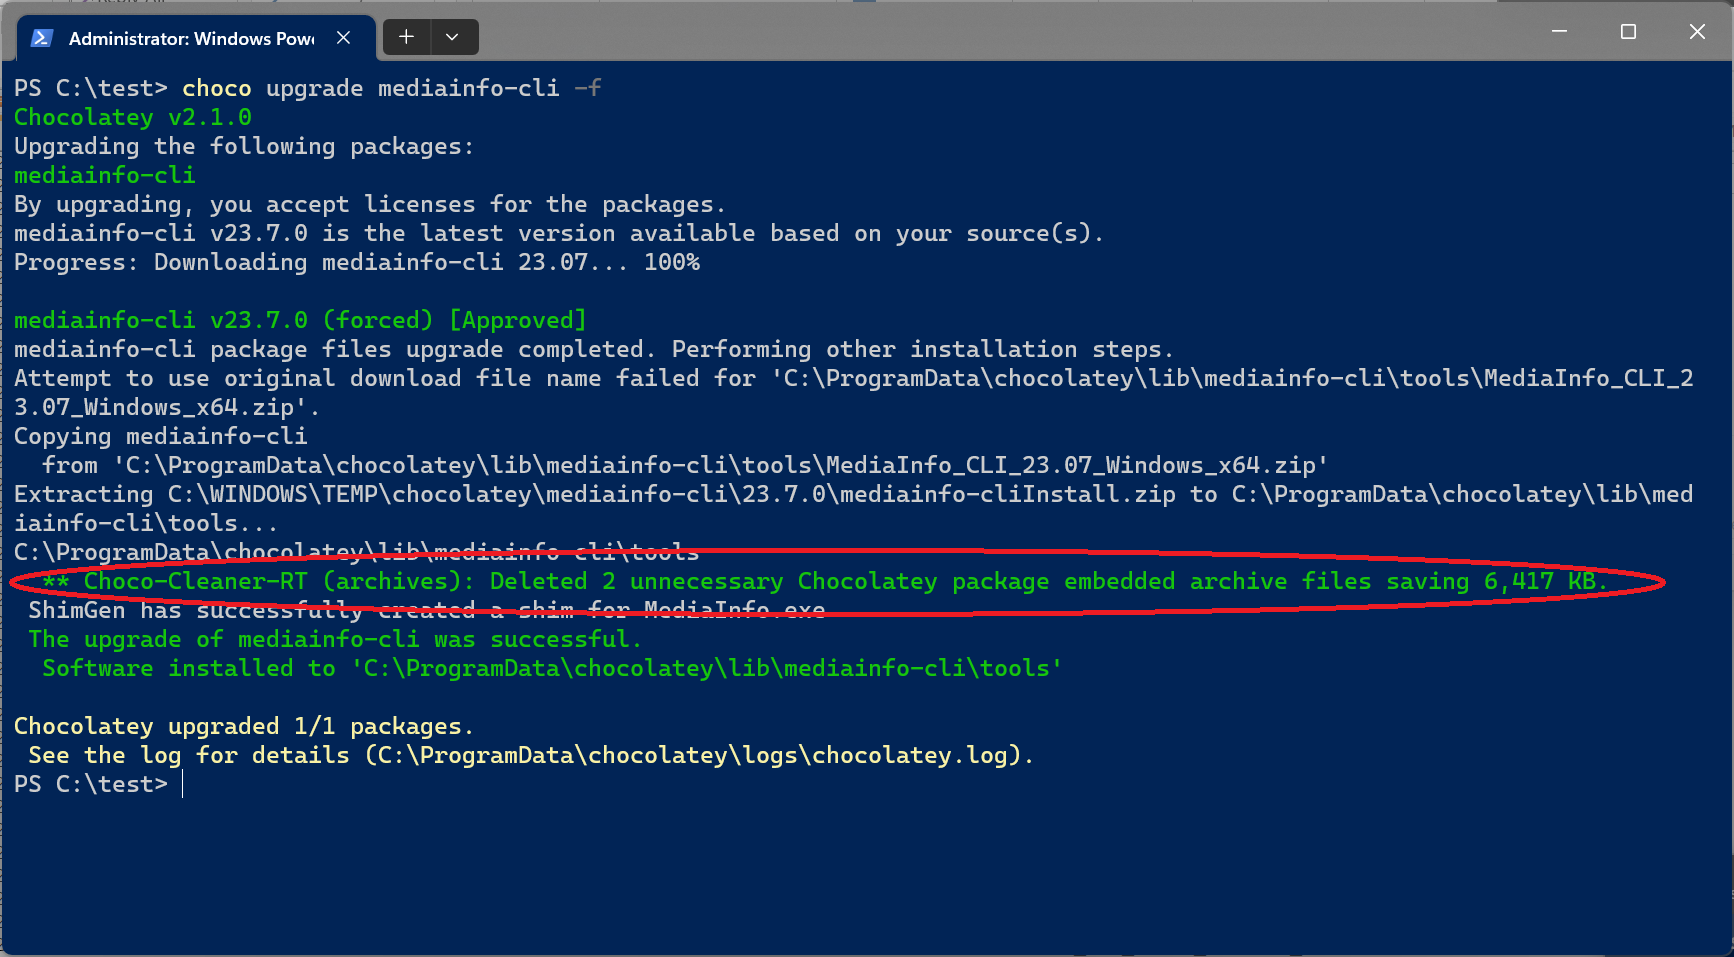 Administrator: Windows Pow
PS C:\test> choco upgrade mediainfo-cli -f
Chocolatey v2.1.0
Upgrading the following packages:
mediainfo-cli
By upgrading, you accept licenses for the packages.
mediainfo-cli v23.7.0 is the latest version available based on your source(s).
Progress: Downloading mediainfo-cli 23.07... 100%
mediainfo-cli v23.7.0 (forced) [Approved]
mediainfo-cli package files upgrade completed. Performing other installation steps.
Attempt to use original download file name failed for 'C:\ProgramData\chocolatey\lib\mediainfo-cli\tools\MediaInfo_CLI_2
3.07_Windows_x64.zip'.
Copying mediainfo-cli
  from 'C:\ProgramData\chocolatey\lib\mediainfo-cli\tools\MediaInfo_CLI_23.07_Windows_x64.zip'
Extracting C:\WINDOWS\TEMP\chocolatey\mediainfo-cli\23.7.0\mediainfo-cliInstall.zip to C:\ProgramData\chocolatey\lib\med
iainfo-cli\tools...
C:\ProgramData\chocolatey\lib\mediainfo-cli\tools
  ** Choco-Cleaner-RT (archives): Deleted 2 unnecessary Chocolatey package embedded archive files saving 6,417 KB.
 ShimGen has successfully created a shim for MediaInfo.exe
 The upgrade of mediainfo-cli was successful.
  Software installed to 'C:\ProgramData\chocolatey\lib\mediainfo-cli\tools'
Chocolatey upgraded 1/1 packages.
 See the log for details (C:\ProgramData\chocolatey\logs\chocolatey.log).
PS C:\test>